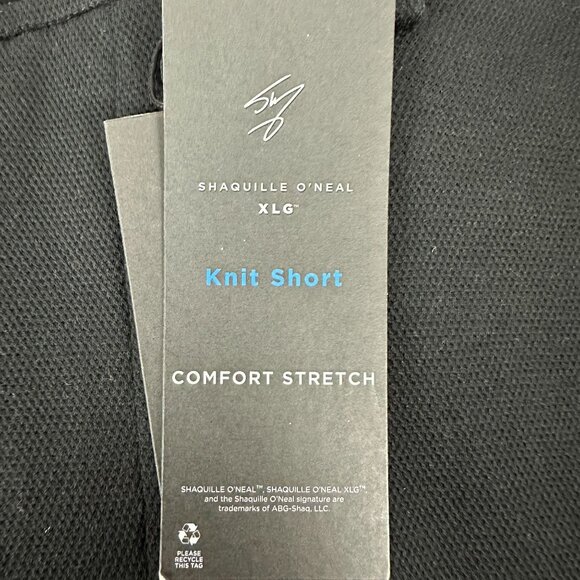 SHAQUILLE O'NEAL
XLG™
Knit Short
COMFORT STRETCH
SHAQUILLE O'NEAL™, SHAQUILLE O'NEAL XLG™,
and the Shaquille O'Neal signature are
trademarks of ABG-Shaq, LLC.
PLEASE
RECYCLE
THIS TAG